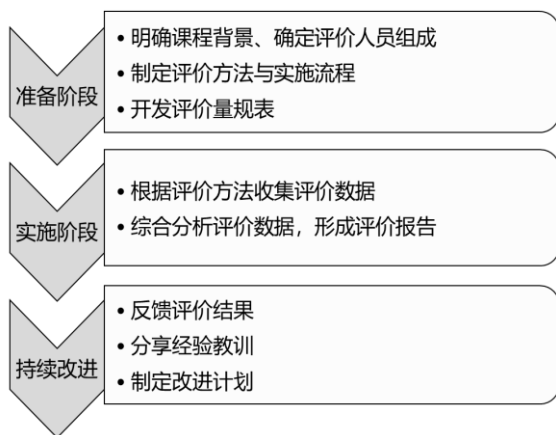 准备阶段
• 明确课程背景、确定评价人员组成
• 制定评价方法与实施流程
• 开发评价量规表
实施阶段
• 根据评价方法收集评价数据
• 综合分析评价数据，形成评价报告
持续改进
• 反馈评价结果
• 分享经验教训
• 制定改进计划